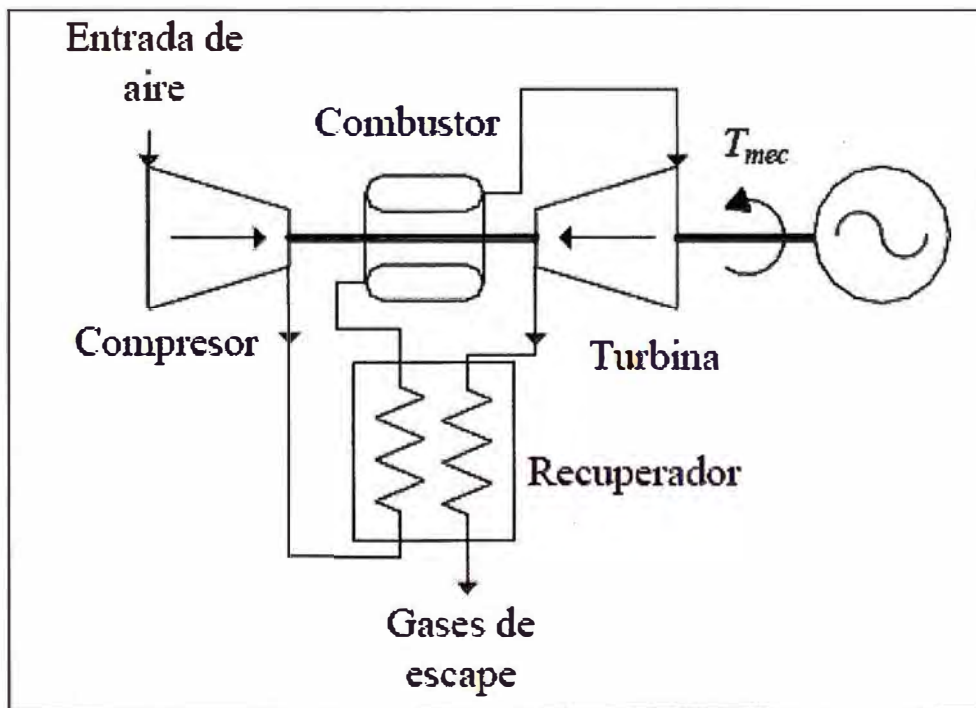 Entrada de
aire
Combustor
T_mec
Compresor
Turbina
Recuperador
Gases de
escape